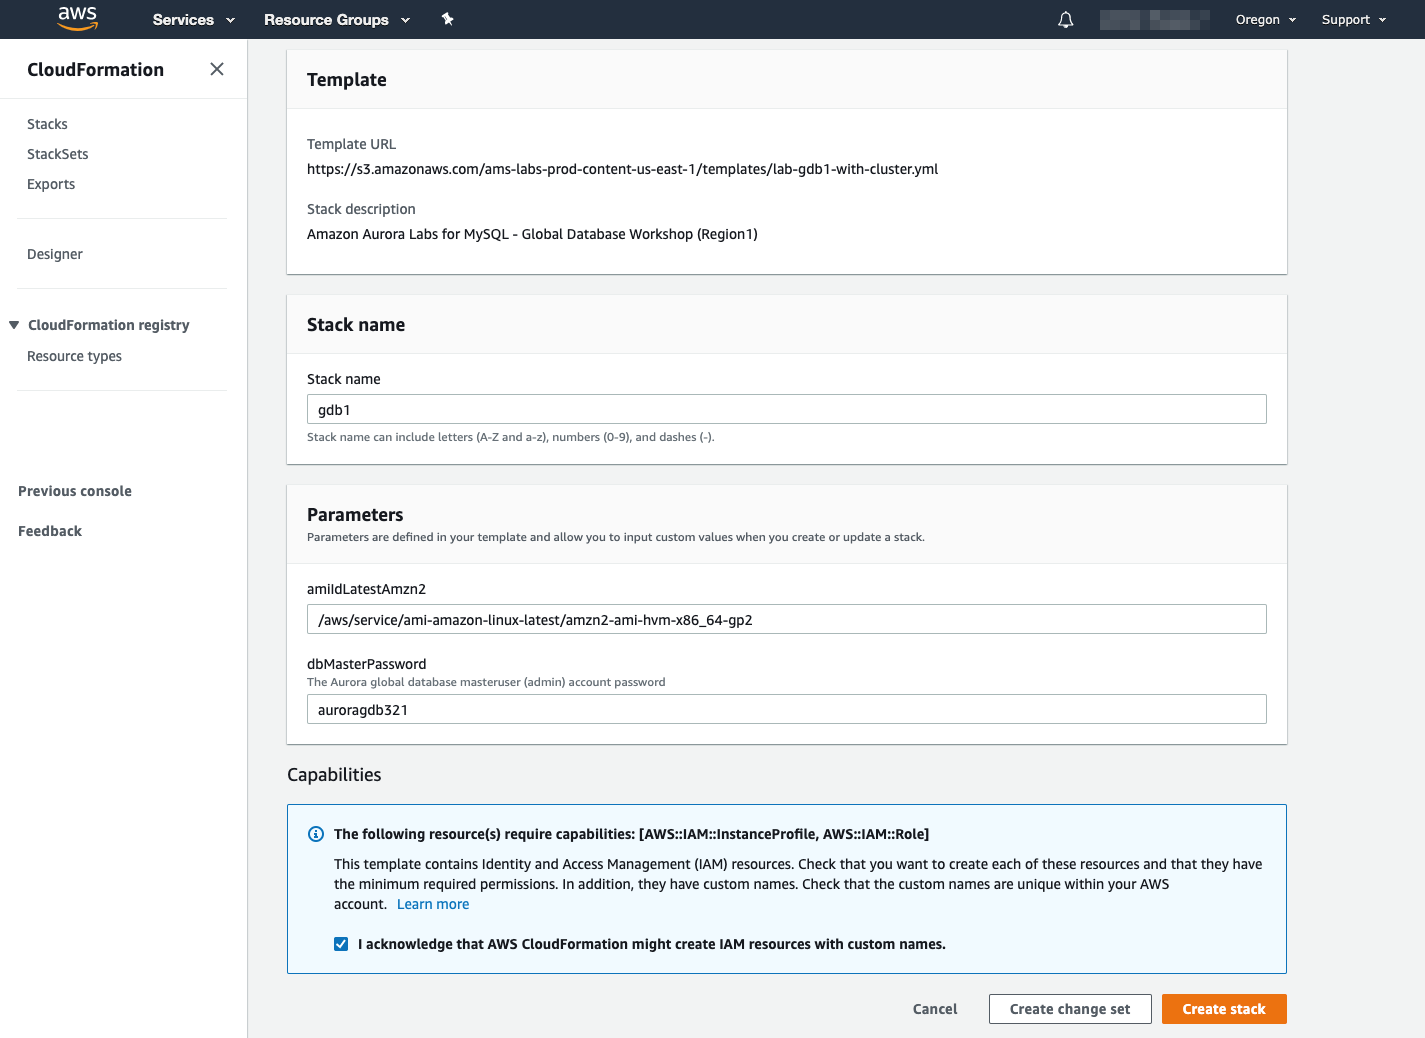 aws
Services
Resource Groups
Oregon
Support
CloudFormation
Stacks
StackSets
Exports
Designer
CloudFormation registry
Resource types
Previous console
Feedback
Template
Template URL
https://s3.amazonaws.com/ams-labs-prod-content-us-east-1/templates/lab-gdb1-with-cluster.yml
Stack description
Amazon Aurora Labs for MySQL - Global Database Workshop (Region1)
Stack name
Stack name
gdb1
Stack name can include letters (A-Z and a-z), numbers (0-9), and dashes (-).
Parameters
Parameters are defined in your template and allow you to input custom values when you create or update a stack.
amiIdLatestAmzn2
/aws/service/ami-amazon-linux-latest/amzn2-ami-hvm-x86_64-gp2
dbMasterPassword
The Aurora global database masteruser (admin) account password
auroragdb321
Capabilities
The following resource(s) require capabilities: [AWS::IAM::InstanceProfile, AWS::IAM::Role]
This template contains Identity and Access Management (IAM) resources. Check that you want to create each of these resources and that they have
the minimum required permissions. In addition, they have custom names. Check that the custom names are unique within your AWS
account. Learn more
I acknowledge that AWS CloudFormation might create IAM resources with custom names.
Cancel
Create change set
Create stack